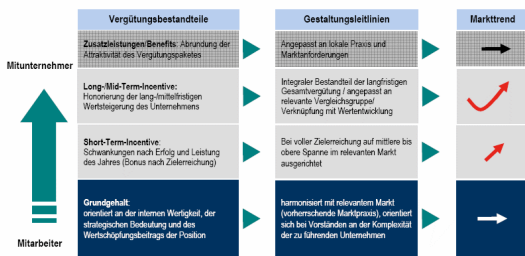 Vergütungsbestandteile
Gestaltungsleitlinien
Markttrend
Mitunternehmer
Zusatzleistungen/Benefits: Abrundung der
Attraktivität des Vergütungspaketes
Angepasst an lokale Praxis und
Marktanforderungen
Long-/Mid-Term-Incentive:
Honorierung der lang-/mittelfristigen
Wertsteigerung des Unternehmens
Integraler Bestandteil der langfristigen
Gesamtvergütung / angepasst an
relevante Vergleichsgruppe/
Verknüpfung mit Wertentwicklung
Short-Term-Incentive:
Schwankungen nach Erfolg und Leistung
des Jahres (Bonus nach Zielerreichung)
Bei voller Zielerreichung auf mittlere bis
obere Spanne im relevanten Markt
ausgerichtet
Grundgehalt:
orientiert an der internen Wertigkeit, der
strategischen Bedeutung und des
Wertschöpfungsbeitrags der Position
harmonisiert mit relevantem Markt
(vorherrschende Marktpraxis), orientiert
sich bei Vorständen an der Komplexität
der zu führenden Unternehmen
Mitarbeiter